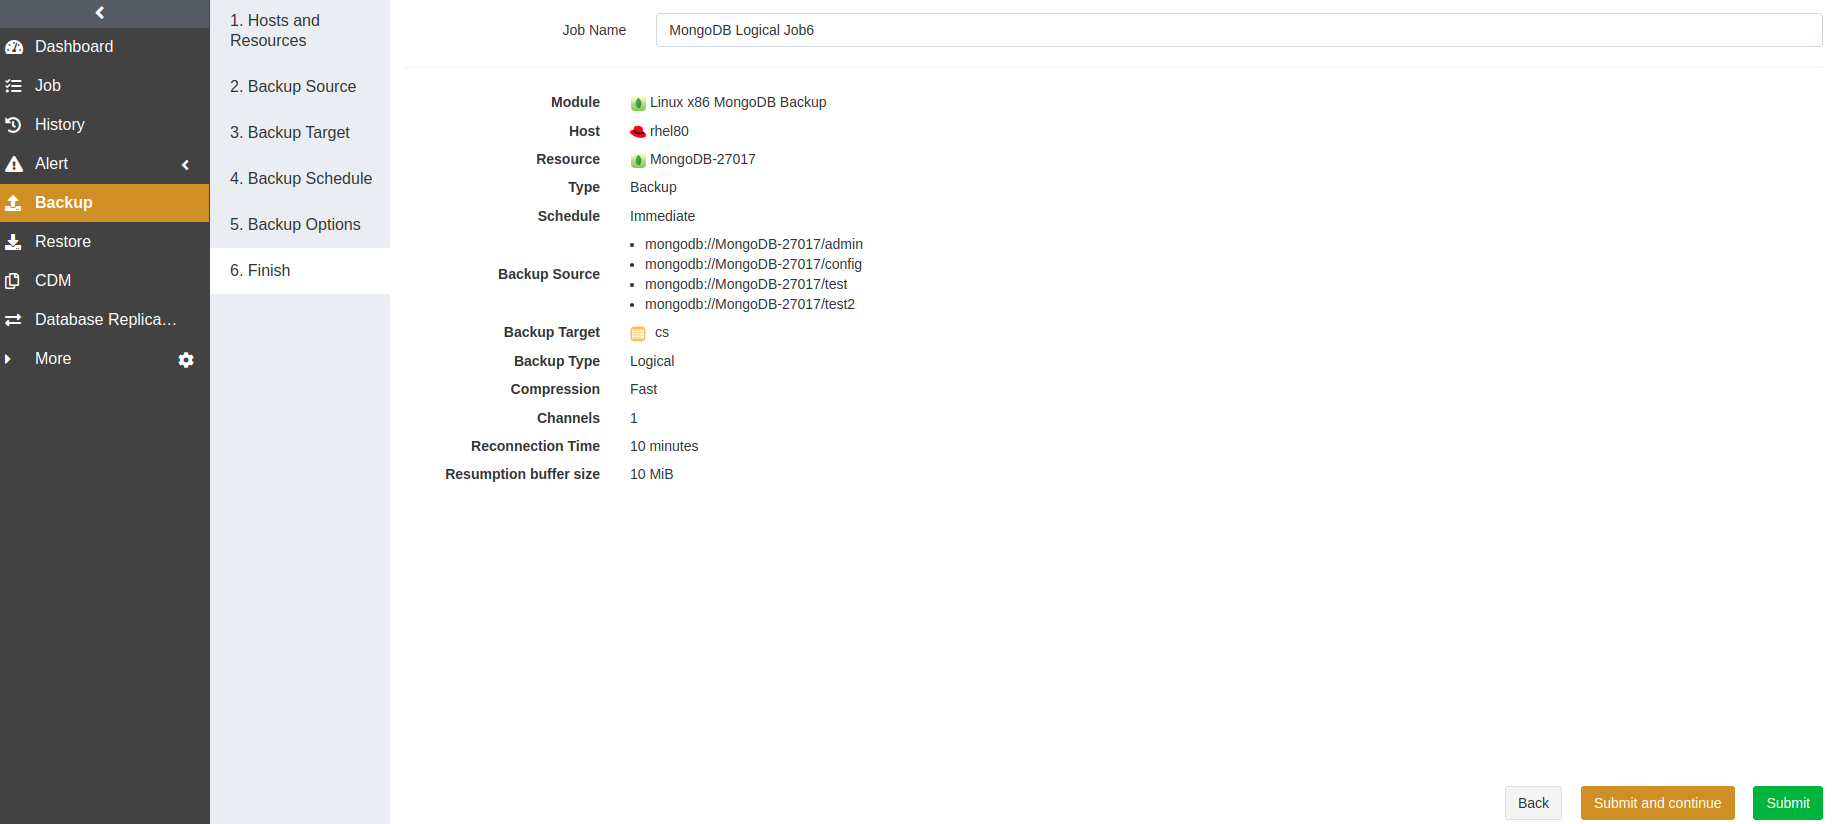 Dashboard
Job
History
Alert
Backup
Restore
CDM
Database Replica...
More
1. Hosts and
Resources
2. Backup Source
3. Backup Target
4. Backup Schedule
5. Backup Options
6. Finish
Job Name MongoDB Logical Job6
Module Linux x86 MongoDB Backup
Host rhel80
Resource MongoDB-27017
Type Backup
Schedule Immediate
Backup Source
• mongodb://MongoDB-27017/admin
• mongodb://MongoDB-27017/config
• mongodb://MongoDB-27017/test
• mongodb://MongoDB-27017/test2
Backup Target cs
Backup Type Logical
Compression Fast
Channels 1
Reconnection Time 10 minutes
Resumption buffer size 10 MiB
Back Submit and continue Submit